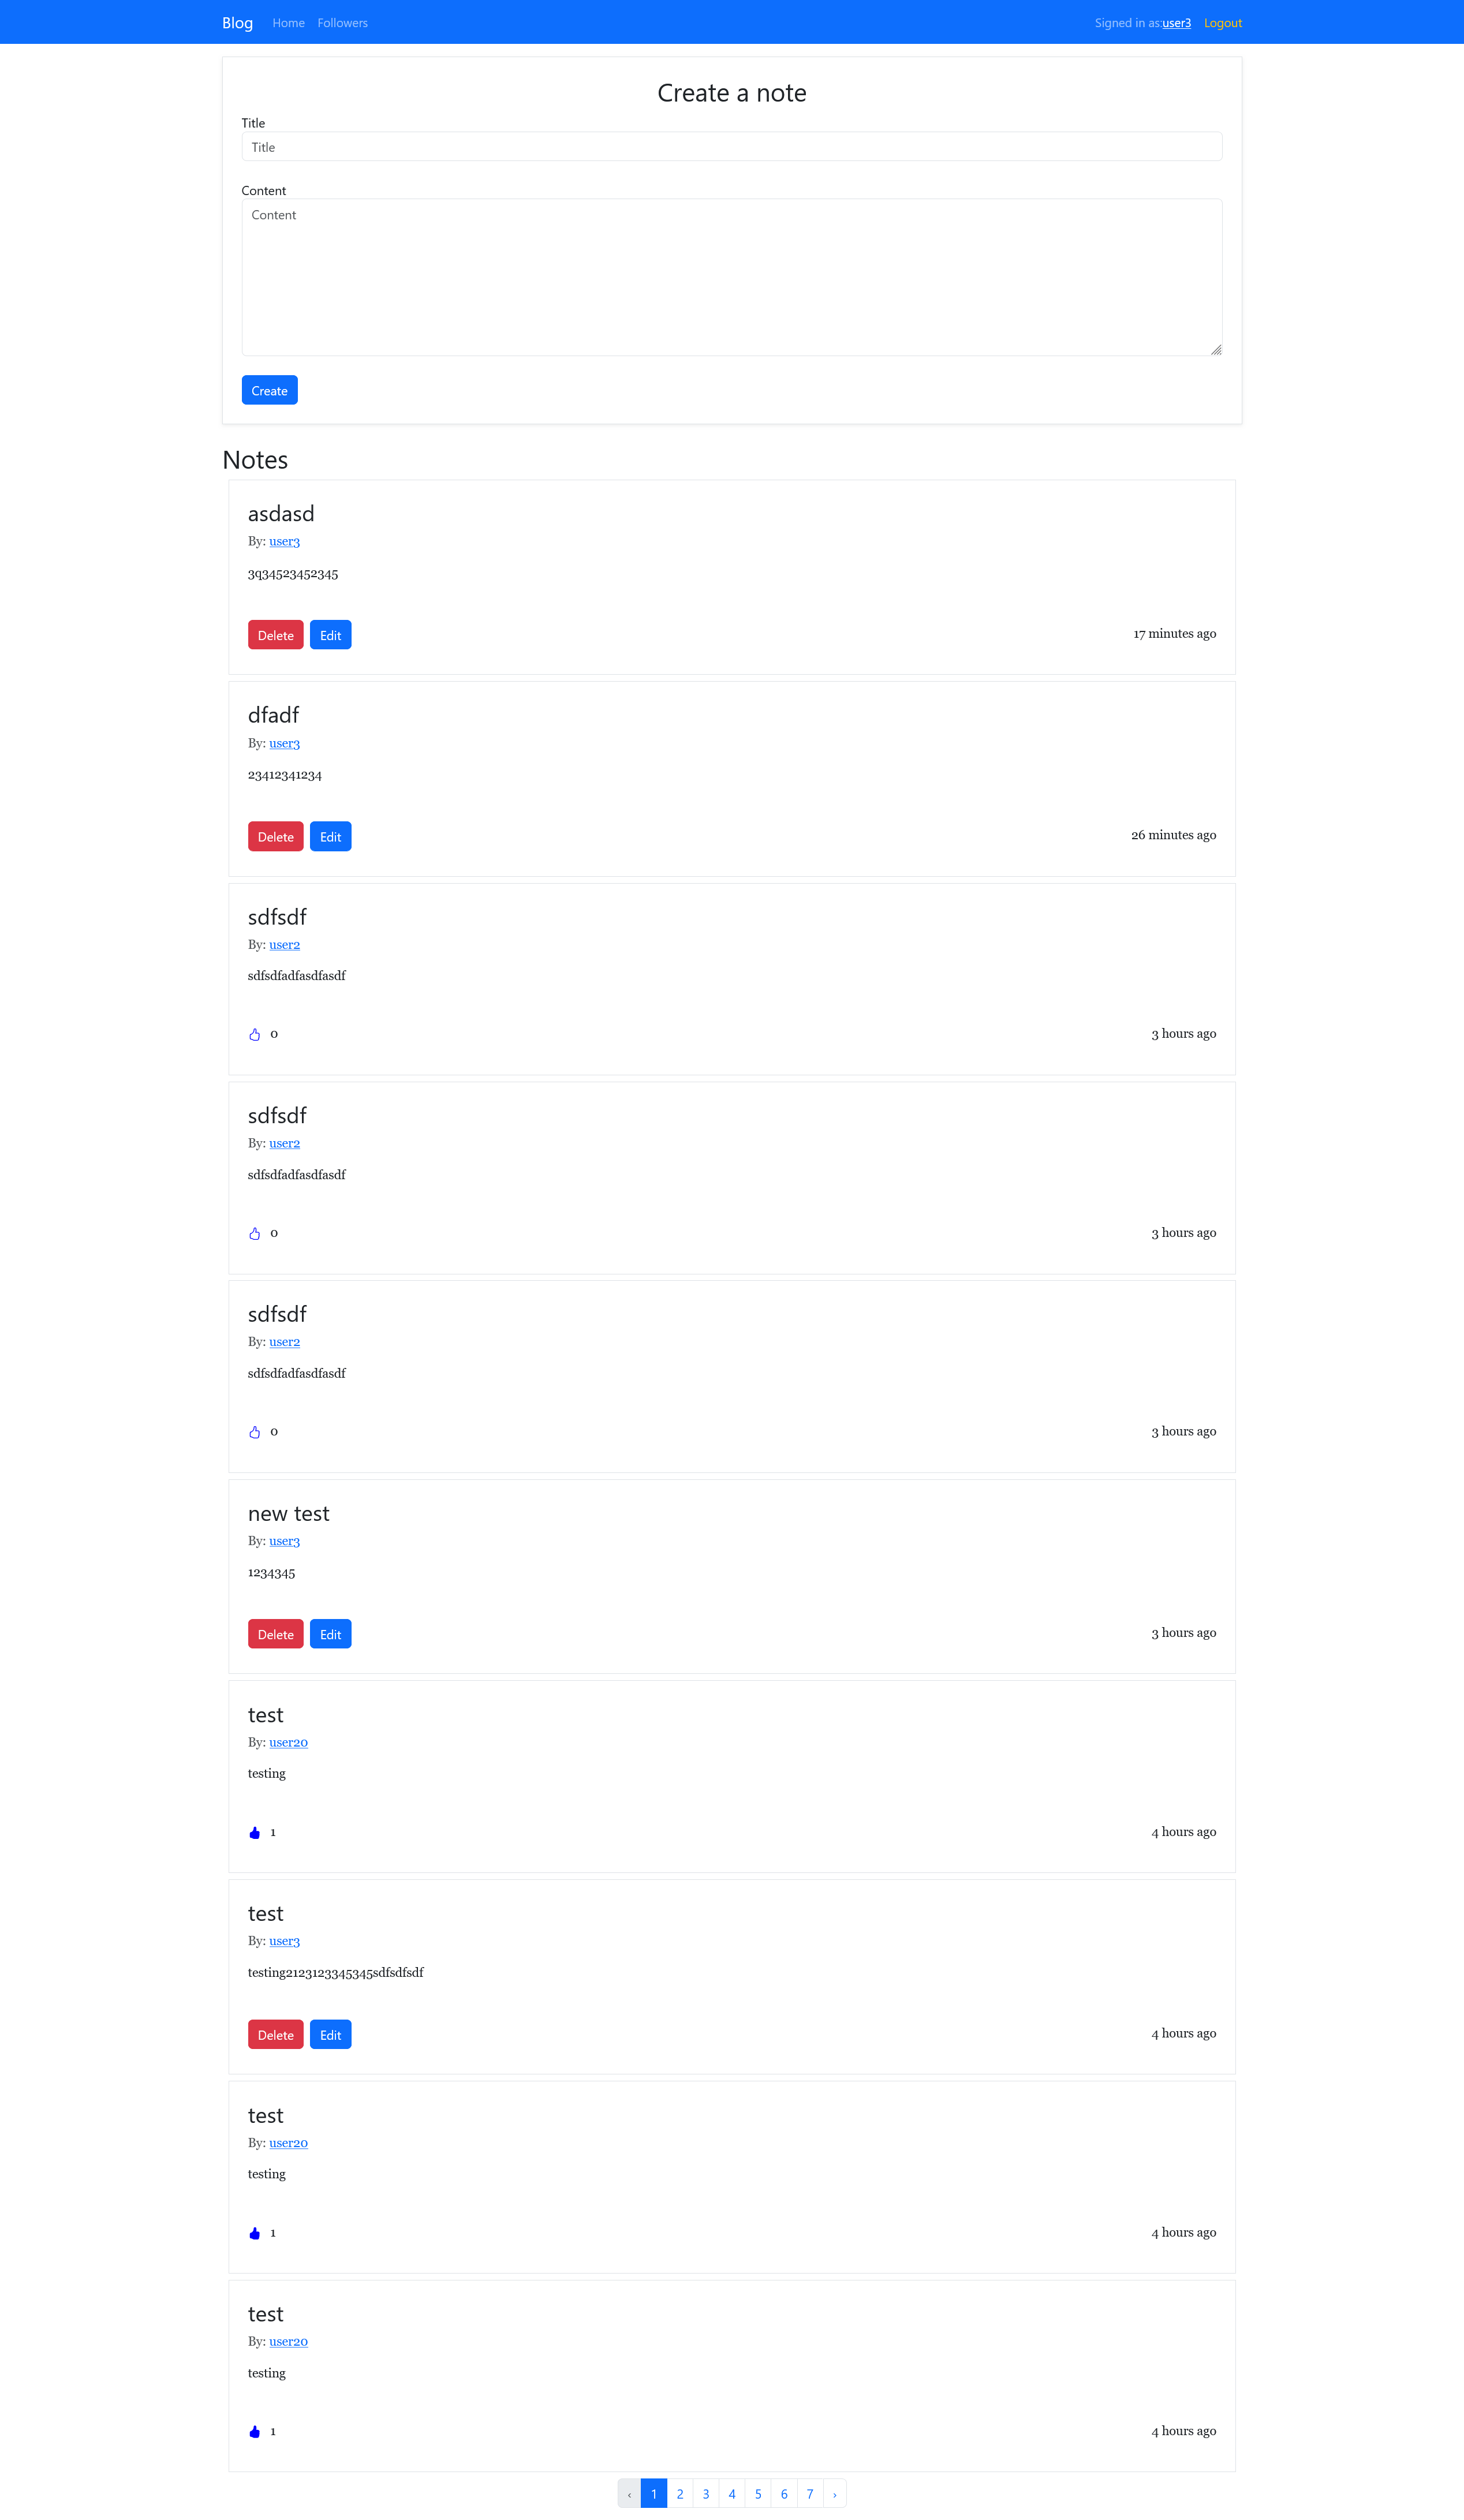 Blog Home Followers Signed in as:user3 Logout
Create a note
Title
Title
Content
Content
Create
Notes
asdasd
By: user3
3q34523452345
Delete Edit 17 minutes ago
dfadf
By: user3
23412341234
Delete Edit 26 minutes ago
sdfsdf
By: user2
sdfsdfadfasdfasdf
0 3 hours ago
sdfsdf
By: user2
sdfsdfadfasdfasdf
0 3 hours ago
sdfsdf
By: user2
sdfsdfadfasdfasdf
0 3 hours ago
new test
By: user3
1234345
Delete Edit 3 hours ago
test
By: user20
testing
1 4 hours ago
test
By: user3
testing2123123345345sdfsdfsdf
Delete Edit 4 hours ago
test
By: user20
testing
1 4 hours ago
test
By: user20
testing
1 4 hours ago
‹ 1 2 3 4 5 6 7 ›